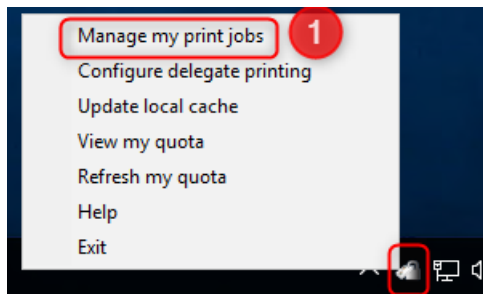 Manage my print jobs
1
Configure delegate printing
Update local cache
View my quota
Refresh my quota
Help
Exit